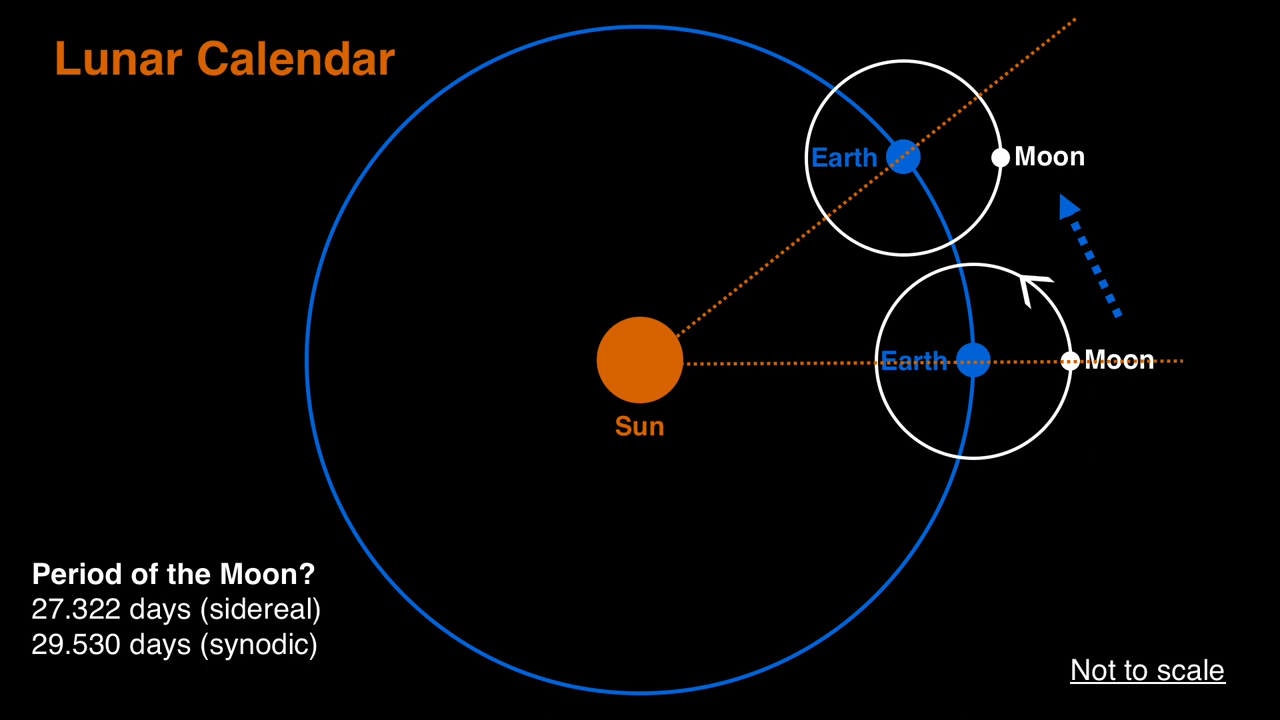 Lunar Calendar
Earth
Moon
Earth
Moon
Sun
Period of the Moon?
27.322 days (sidereal)
29.530 days (synodic)
Not to scale